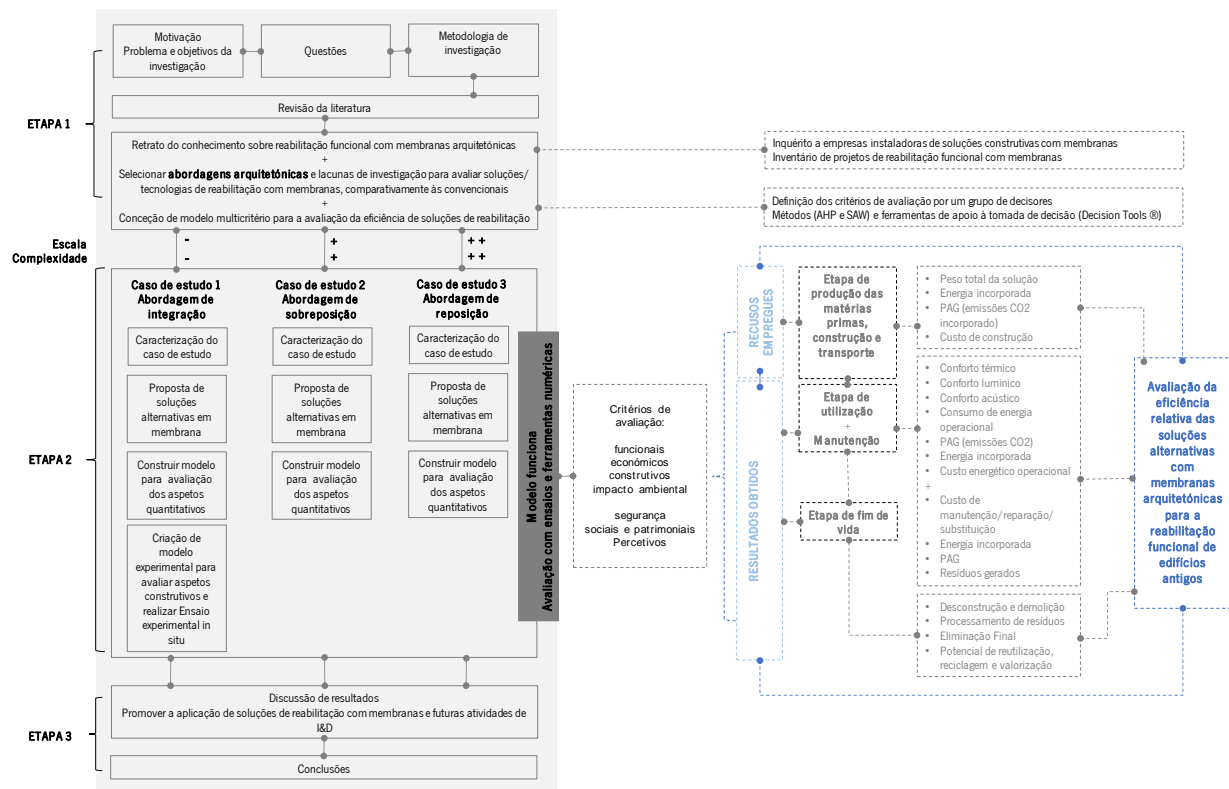 Motivação
Problema e objetivos da
investigação
Questões
Metodologia de
investigação
Revisão da literatura
ETAPA 1
Retrato do conhecimento sobre reabilitação funcional com membranas arquitetónicas
+
Selecionar abordagens arquitetónicas e lacunas de investigação para avaliar soluções/
tecnologias de reabilitação com membranas, comparativamente às convencionais
+
Conceção de modelo multicritério para a avaliação da eficiência de soluções de reabilitação
Inquérito a empresas instaladoras de soluções construtivas com membranas
Inventário de projetos de reabilitação funcional com membranas
Definição dos critérios de avaliação por um grupo de decisores
Métodos (AHP e SAW) e ferramentas de apoio à tomada de decisão (Decision Tools ®)
Escala
Complexidade
-
-
+
+
++
++
ETAPA 2
Caso de estudo 1
Abordagem de
integração
Caracterização do
caso de estudo
Proposta de
soluções
alternativas em
membrana
Construir modelo
para avaliação
dos aspetos
quantitativos
Criação de
modelo
experimental para
avaliar aspetos
construtivos e
realizar Ensaio
experimental in
situ
Caso de estudo 2
Abordagem de
sobreposição
Caracterização do
caso de estudo
Proposta de
soluções
alternativas em
membrana
Construir modelo
para avaliação
dos aspetos
quantitativos
Caso de estudo 3
Abordagem de
reposição
Caracterização do
caso de estudo
Proposta de
soluções
alternativas em
membrana
Construir modelo
para avaliação
dos aspetos
quantitativos
Modelo funciona
Avaliação com ensaios e ferramentas numéricas
Critérios de
avaliação:
funcionais
económicos
construtivos
impacto ambiental
segurança
sociais e patrimoniais
Percetivos
RECUSOS
EMPREGUES
RESULTADOS OBTIDOS
Etapa de
produção das
matérias
primas,
construção e
transporte
Etapa de
utilização
+
Manutenção
Etapa de fim de
vida
• Peso total da solução
• Energia incorporada
• PAG (emissões CO2
incorporado)
• Custo de construção
• Conforto térmico
• Conforto lumínico
• Conforto acústico
• Consumo de energia
operacional
• PAG (emissões CO2)
• Energia incorporada
• Custo energético operacional
+
• Custo de
manutenção/reparação/
substituição
• Energia incorporada
• PAG
• Resíduos gerados
• Desconstrução e demolição
• Processamento de resíduos
• Eliminação Final
• Potencial de reutilização,
reciclagem e valorização
Avaliação da
eficiência
relativa das
soluções
alternativas
com
membranas
arquitetónicas
para a
reabilitação
funcional de
edifícios
antigos
ETAPA 3
Discussão de resultados
Promover a aplicação de soluções de reabilitação com membranas e futuras atividades de
I&D
Conclusões